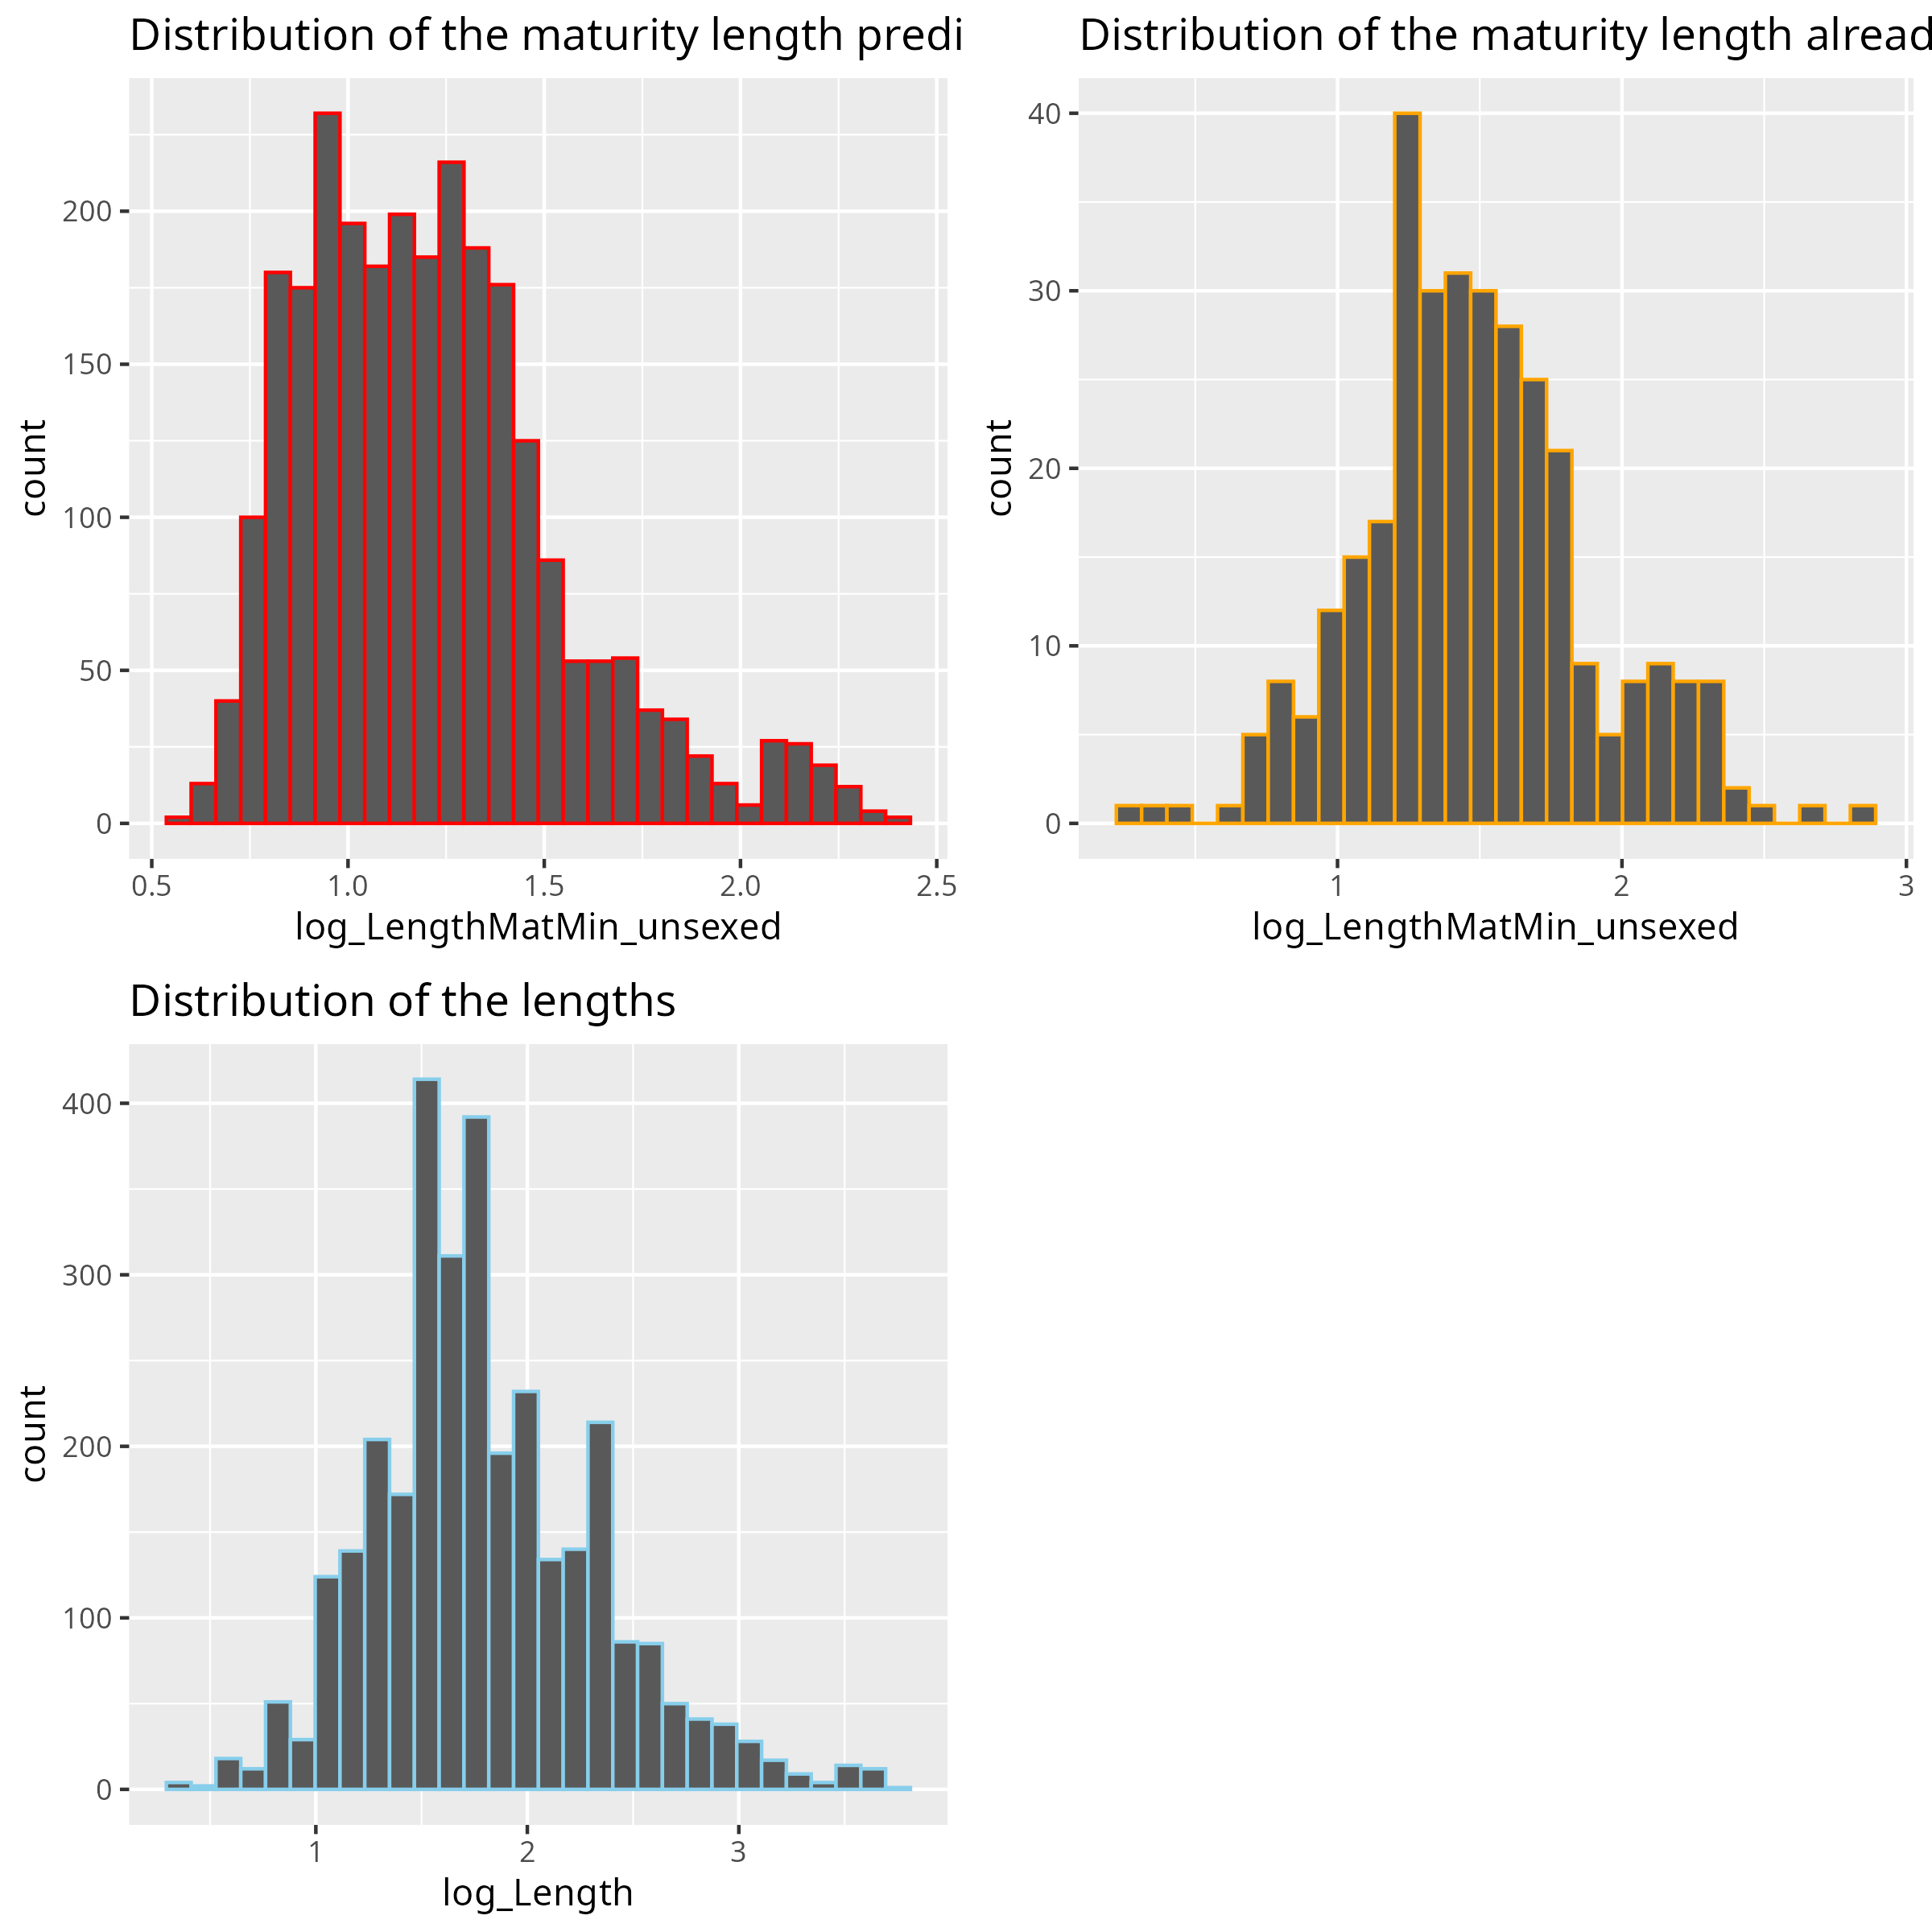 Distribution of the maturity length predi
count
200
150
100
50
0
0.5 1.0 1.5 2.0 2.5
log_LengthMatMin_unsexed
Distribution of the maturity length alread
count
40
30
20
10
0
1 2 3
log_LengthMatMin_unsexed
Distribution of the lengths
count
400
300
200
100
0
1 2 3
log_Length